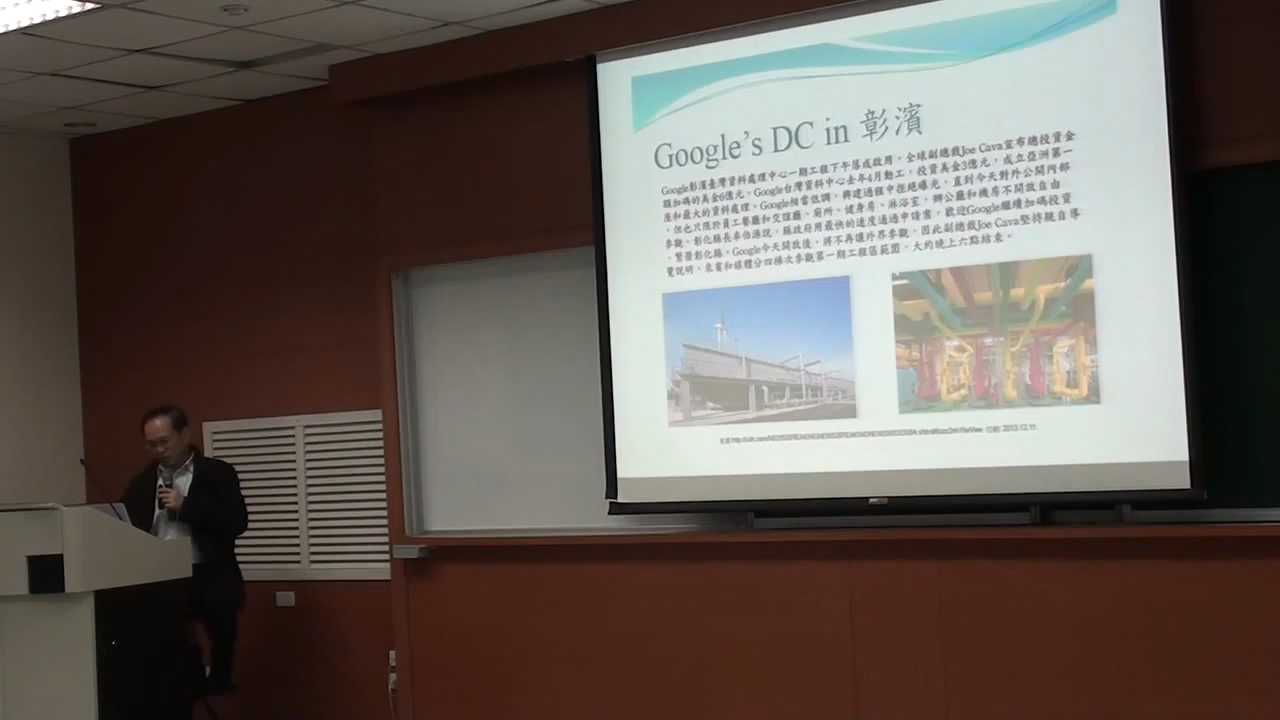 Google's DC in 彰濱
Google彰濱臺灣資料處理中心一期工程下午落成啟用，全球副總裁Joe Cava宣布總投資金
額加碼的美金6億元。Google台灣資料中心去年4月動工，投資美金3億元，成立亞洲第一
座和最大的資料處理。Google相當低調，興建過程中拒絕曝光，直到今天對外公開內部
，但也只限於員工餐廳和交誼廳、廁所、健身房、淋浴室，辦公廳和機房不開放自由
參觀。彰化縣長卓伯源說，縣政府用最快的速度通過申請案，歡迎Google繼續加碼投資
，繁榮彰化縣。Google今天開放後，將不再讓外界參觀，因此副總裁Joe Cava堅持親自導
覽說明，來賓和媒體分四梯次參觀第一期工程區範圍，大約晚上六點結束。
2013.12.11